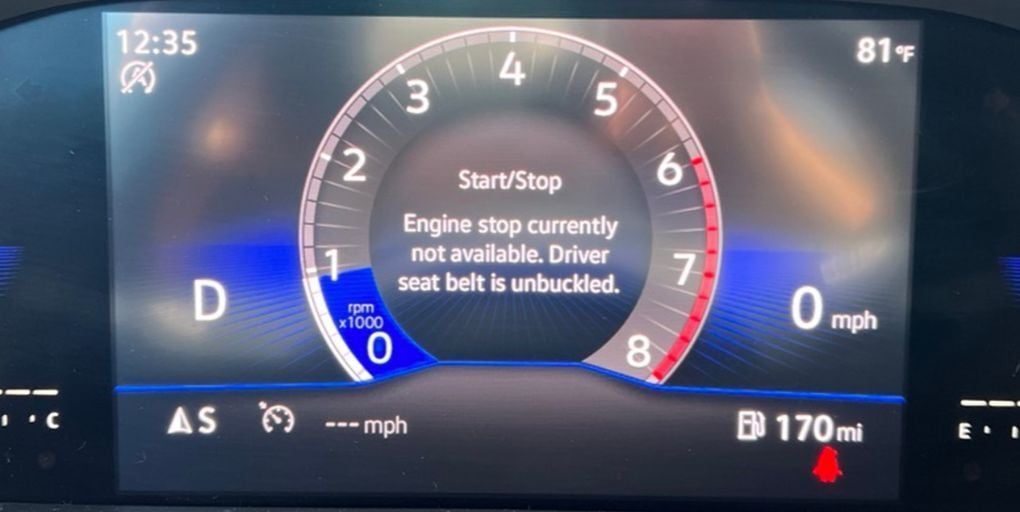 12:35
81°F
4
3
5
2
6
Start/Stop
Engine stop currently
not available. Driver
seat belt is unbuckled.
1
7
D
rpm
x1000
0
8
0 mph
S
--- mph
170 mi
C
E